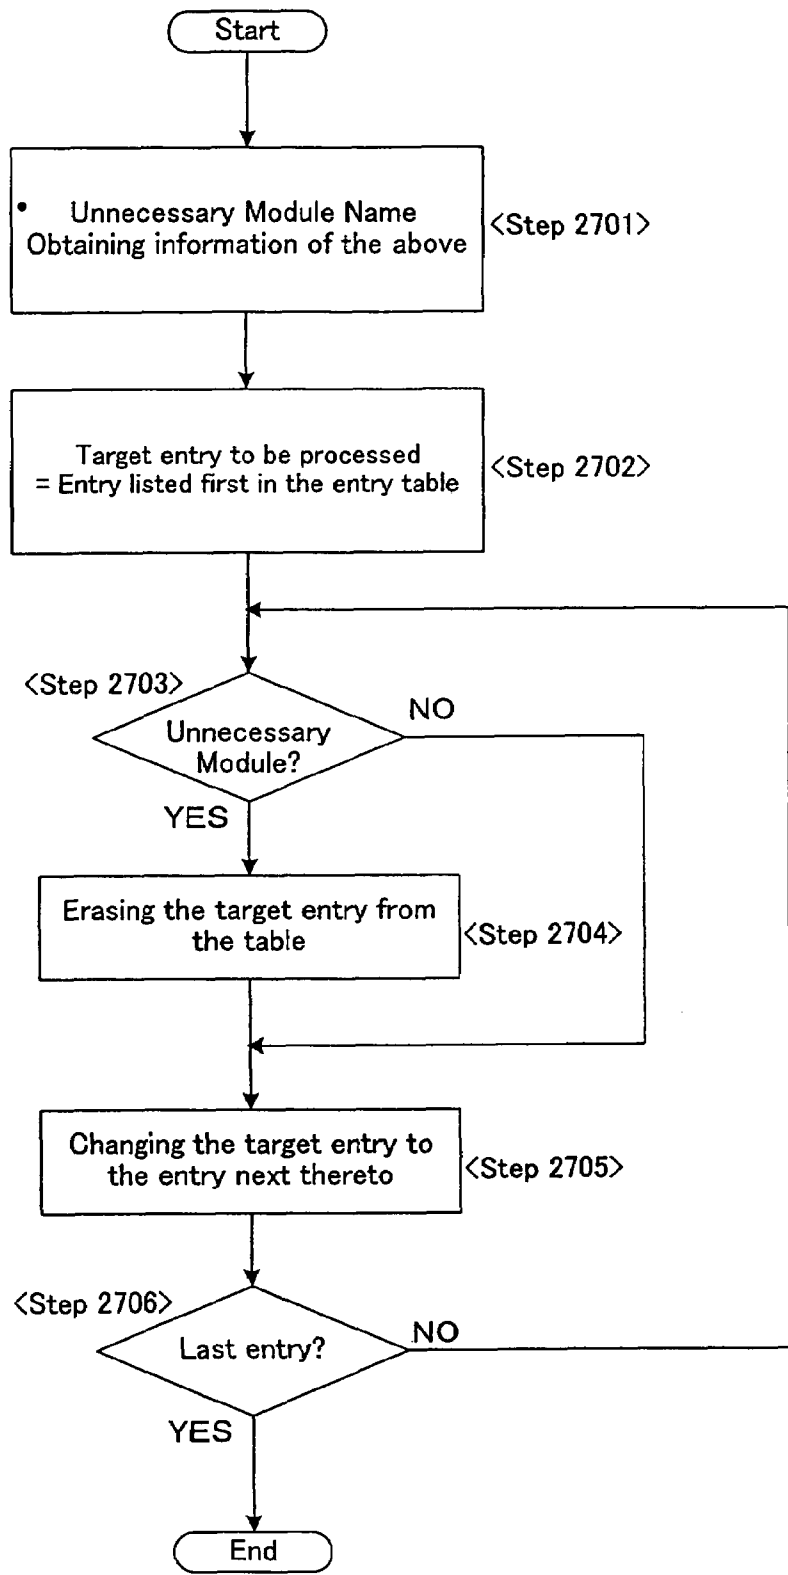 Start
• Unnecessary Module Name
Obtaining information of the above
<Step 2701>
Target entry to be processed
= Entry listed first in the entry table
<Step 2702>
<Step 2703>
Unnecessary
Module?
NO
YES
Erasing the target entry from
the table
<Step 2704>
Changing the target entry to
the entry next thereto
<Step 2705>
<Step 2706>
Last entry?
NO
YES
End